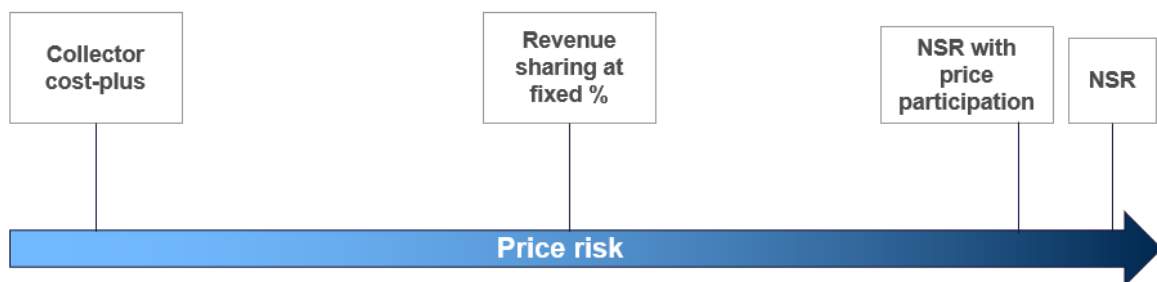 Collector
cost-plus
Revenue
sharing at
fixed %
NSR with
price
participation
NSR
Price risk